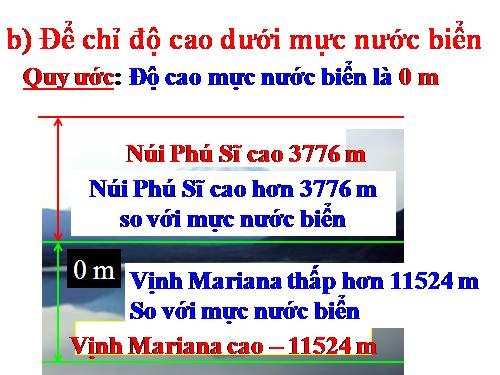 b) Để chỉ độ cao dưới mực nước biển
Quy ước: Độ cao mực nước biển là 0 m
Núi Phú Sĩ cao 3776 m
Núi Phú Sĩ cao hơn 3776 m
so với mực nước biển
0 m
Vịnh Mariana thấp hơn 11524 m
So với mực nước biển
Vịnh Mariana cao – 11524 m